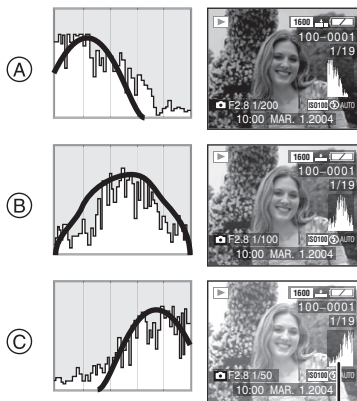 A
1600
100-0001
1/19
F2.8 1/200
ISO100 AUTO
10:00 MAR. 1.2004
B
1600
100-0001
1/19
F2.8 1/100
ISO100 AUTO
10:00 MAR. 1.2004
C
1600
100-0001
1/19
F2.8 1/50
ISO100 AUTO
10:00 MAR. 1.2004